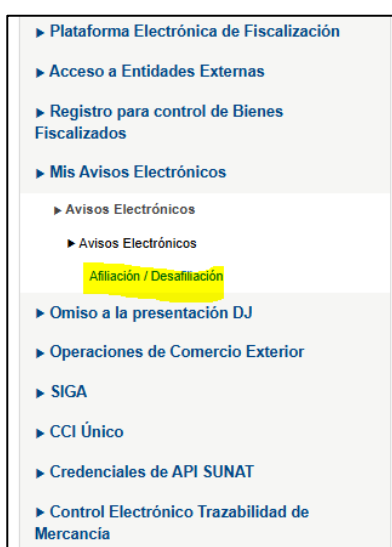 ▶ Plataforma Electrónica de Fiscalización
▶ Acceso a Entidades Externas
▶ Registro para control de Bienes
Fiscalizados
▶ Mis Avisos Electrónicos
▶ Avisos Electrónicos
▶ Avisos Electrónicos
Afiliación / Desafiliación
▶ Omiso a la presentación DJ
▶ Operaciones de Comercio Exterior
▶ SIGA
▶ CCI Único
▶ Credenciales de API SUNAT
▶ Control Electrónico Trazabilidad de
Mercancía